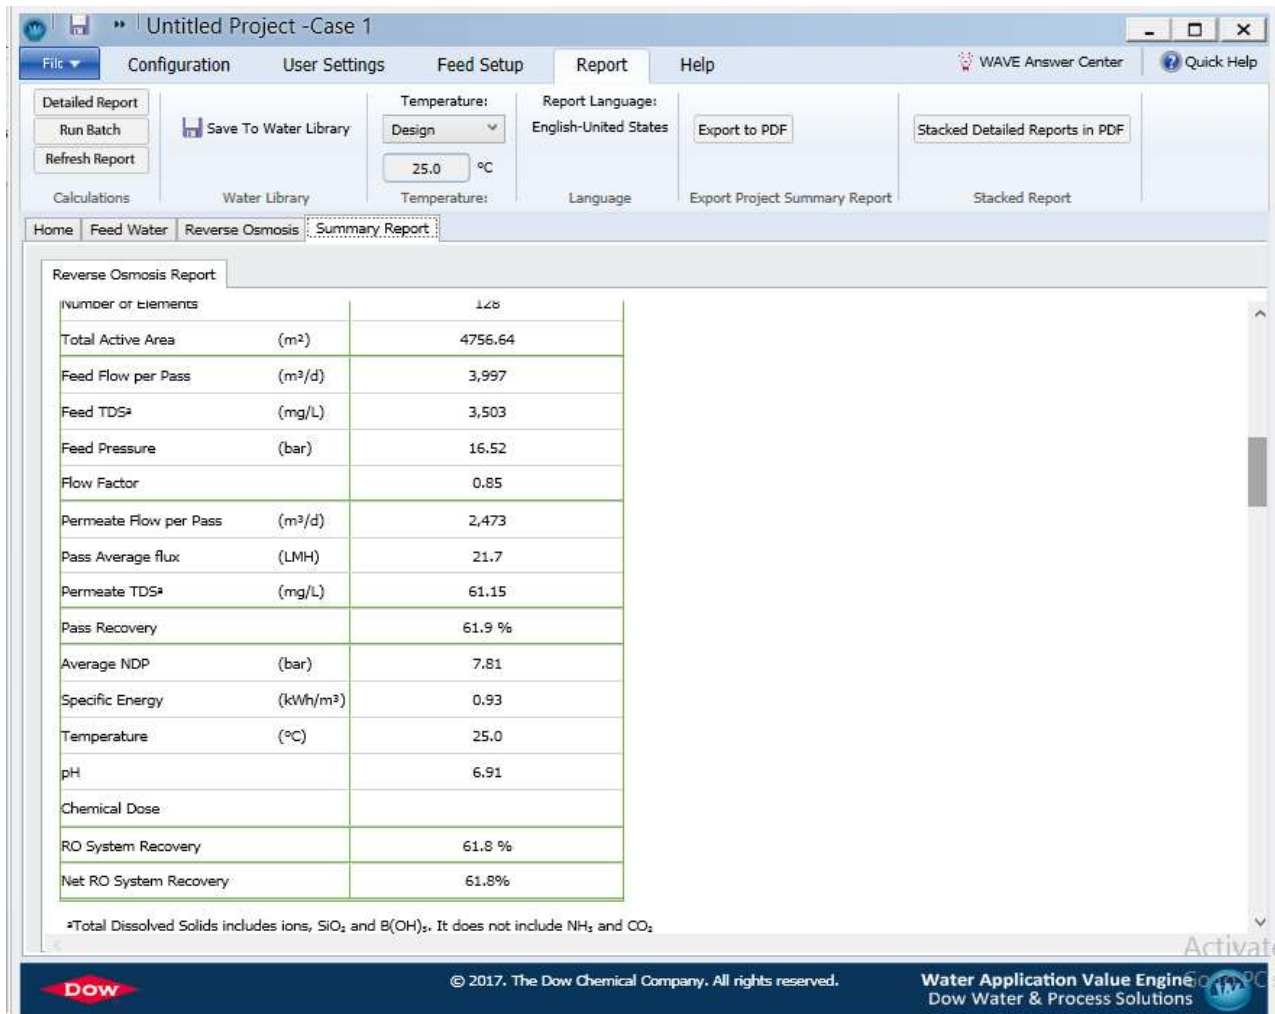 Untitled Project -Case 1
File Configuration User Settings Feed Setup Report Help WAVE Answer Center Quick Help
Detailed Report
Run Batch
Refresh Report
Calculations
Save To Water Library
Water Library
Temperature:
Design
25.0 °C
Temperature:
Report Language:
English-United States
Language
Export to PDF
Export Project Summary Report
Stacked Detailed Reports in PDF
Stacked Report
Home Feed Water Reverse Osmosis Summary Report
Reverse Osmosis Report
Number of Elements 128
Total Active Area (m²) 4756.64
Feed Flow per Pass (m³/d) 3,997
Feed TDSᵃ (mg/L) 3,503
Feed Pressure (bar) 16.52
Flow Factor 0.85
Permeate Flow per Pass (m³/d) 2,473
Pass Average flux (LMH) 21.7
Permeate TDSᵃ (mg/L) 61.15
Pass Recovery 61.9 %
Average NDP (bar) 7.81
Specific Energy (kWh/m³) 0.93
Temperature (°C) 25.0
pH 6.91
Chemical Dose
RO System Recovery 61.8 %
Net RO System Recovery 61.8%
ᵃTotal Dissolved Solids includes ions, SiO₂ and B(OH)₃. It does not include NH₃ and CO₂
Activat
DOW
© 2017. The Dow Chemical Company. All rights reserved.
Water Application Value Engine
Dow Water & Process Solutions